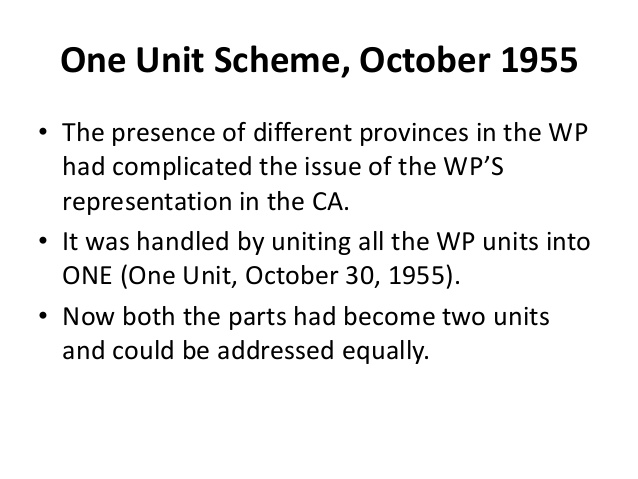 One Unit Scheme, October 1955
• The presence of different provinces in the WP
had complicated the issue of the WP’S
representation in the CA.
• It was handled by uniting all the WP units into
ONE (One Unit, October 30, 1955).
• Now both the parts had become two units
and could be addressed equally.